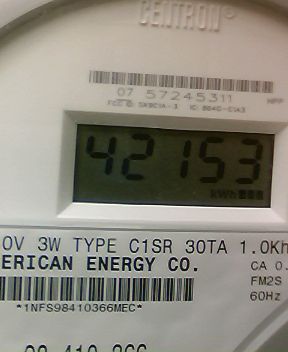 CENTRON®
07 57245311
42153
kWh
0V 3W TYPE C1SR 30TA 1.0Kh
ERICAN ENERGY CO.
CA 0.
FM2S
60Hz
*1NFS98410366MEC*